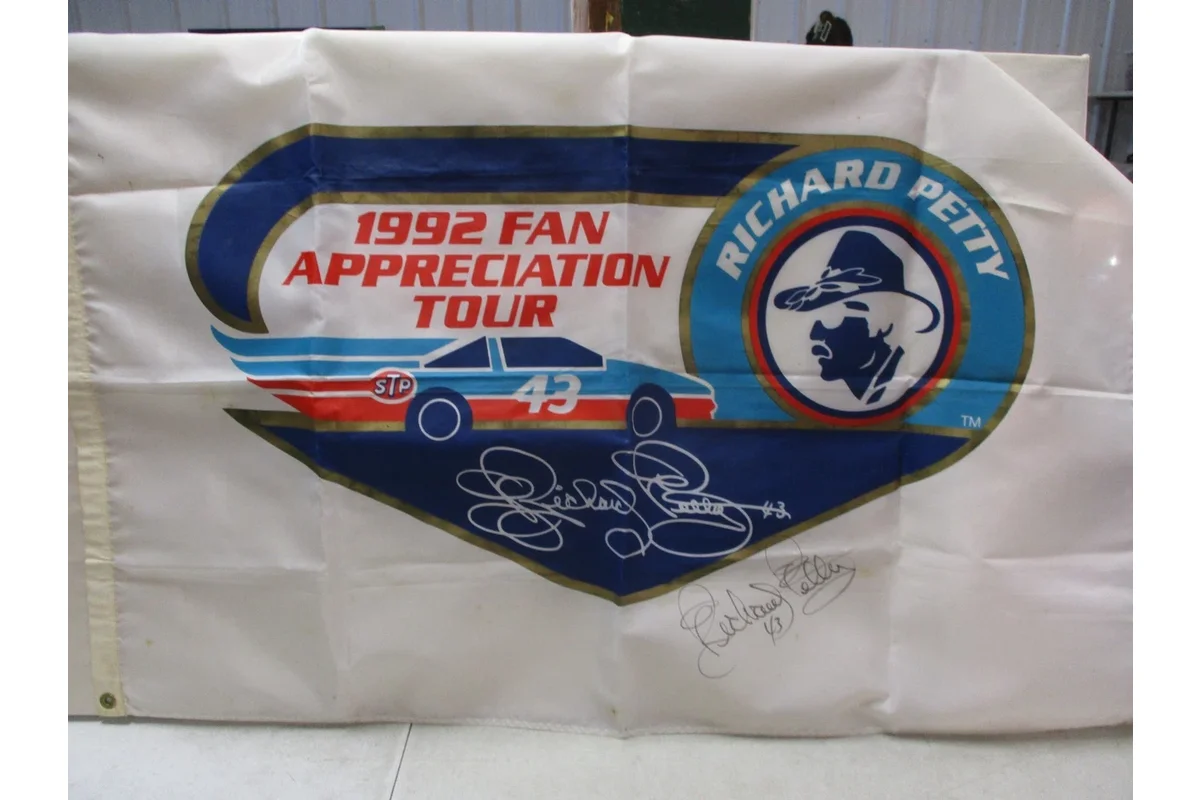 1992 FAN
APPRECIATION
TOUR
RICHARD PETTY
STP
43
TM
Richard Petty 43
Richard Petty
43